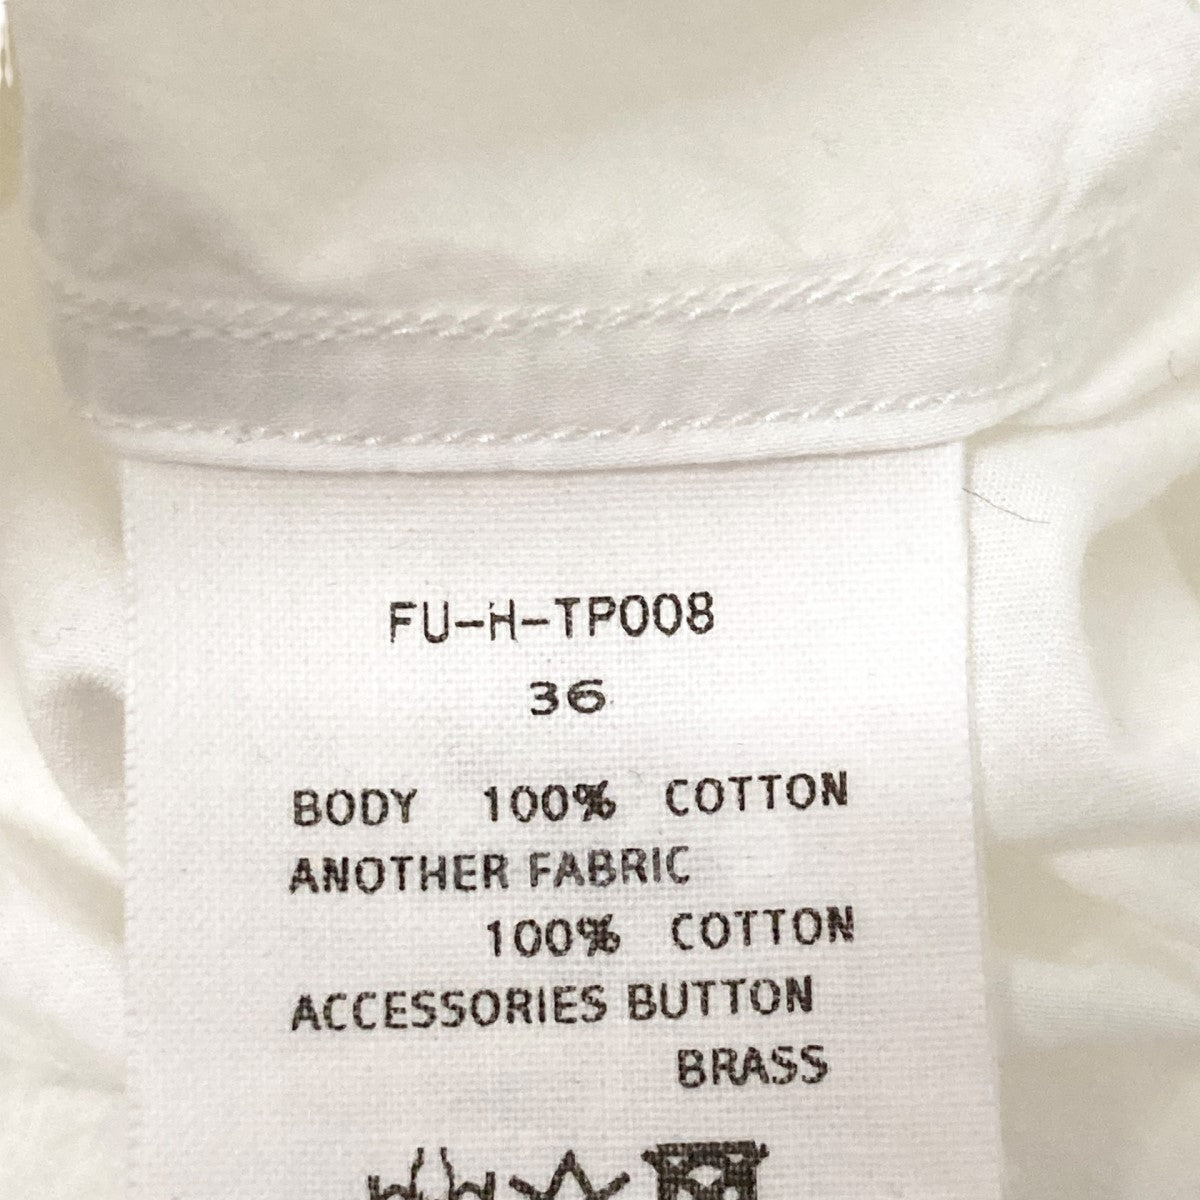 FU-H-TP008
36
BODY 100% COTTON
ANOTHER FABRIC
100% COTTON
ACCESSORIES BUTTON
BRASS